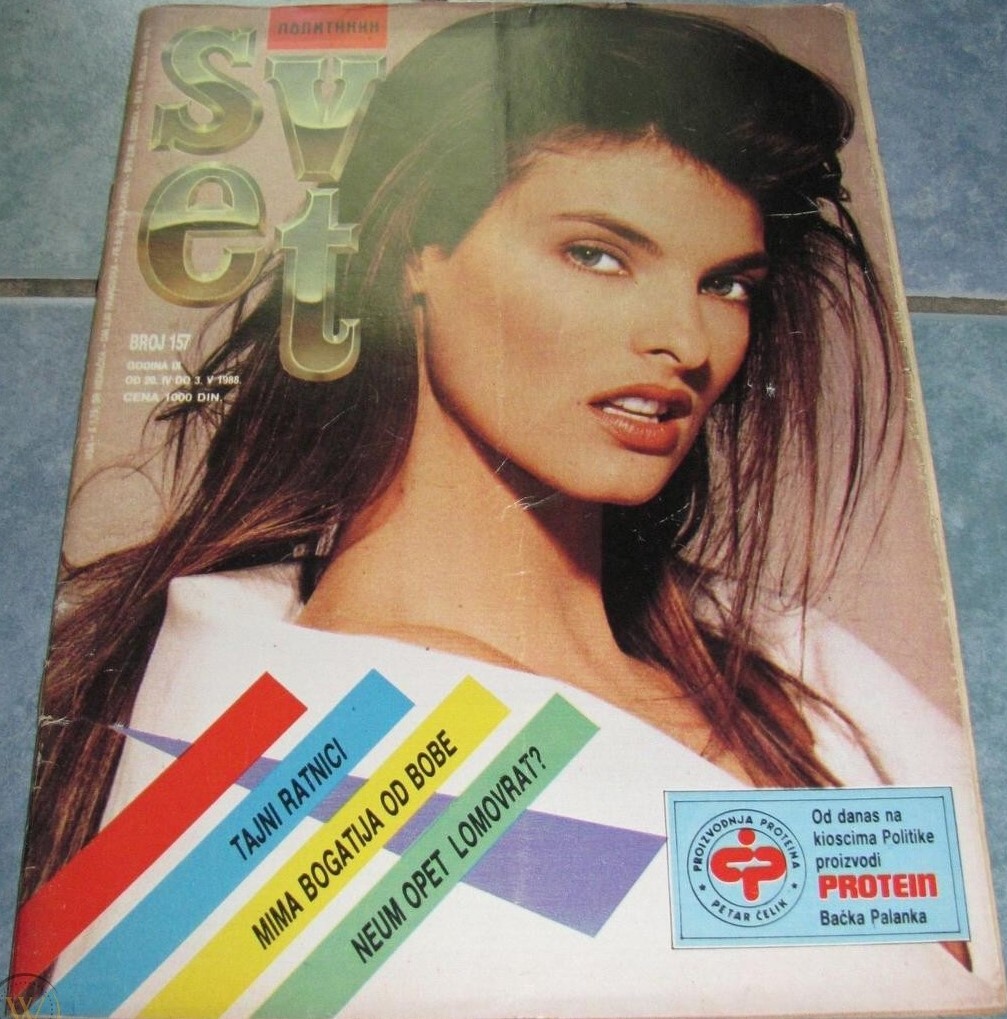 ПОЛИТИКИН
svet
BROJ 157
GODINA IX
OD 20. IV DO 3. V 1988.
CENA 1000 DIN.
TAJNI RATNICI
MIMA BOGATIJA OD BOBE
NEUM OPET LOMOVRAT?
PROIZVODNJA PROTEINA
PETAR ČELIK
Od danas na
kioscima Politike
proizvodi
PROTEIN
Bačka Palanka